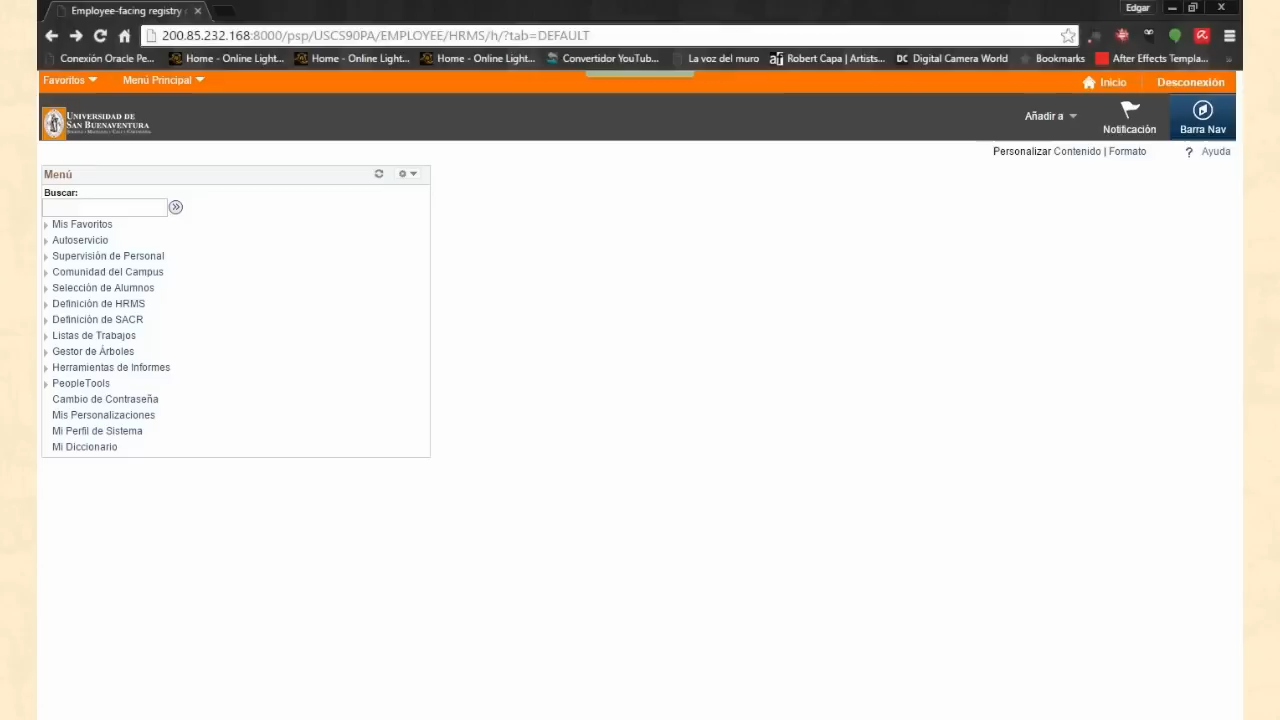 Employee-facing registry
Edgar
200.85.232.168:8000/psp/USCS90PA/EMPLOYEE/HRMS/h/?tab=DEFAULT
Conexión Oracle Pe... Home - Online Light... Home - Online Light... Home - Online Light... Convertidor YouTub... La voz del muro Robert Capa | Artists... DC Digital Camera World Bookmarks After Effects Templa... »
Favoritos Menú Principal Inicio Desconexión
UNIVERSIDAD DE
SAN BUENAVENTURA
Añadir a Notificación Barra Nav
Personalizar Contenido | Formato ? Ayuda
Menú
Buscar:
Mis Favoritos
Autoservicio
Supervisión de Personal
Comunidad del Campus
Selección de Alumnos
Definición de HRMS
Definición de SACR
Listas de Trabajos
Gestor de Árboles
Herramientas de Informes
PeopleTools
Cambio de Contraseña
Mis Personalizaciones
Mi Perfil de Sistema
Mi Diccionario